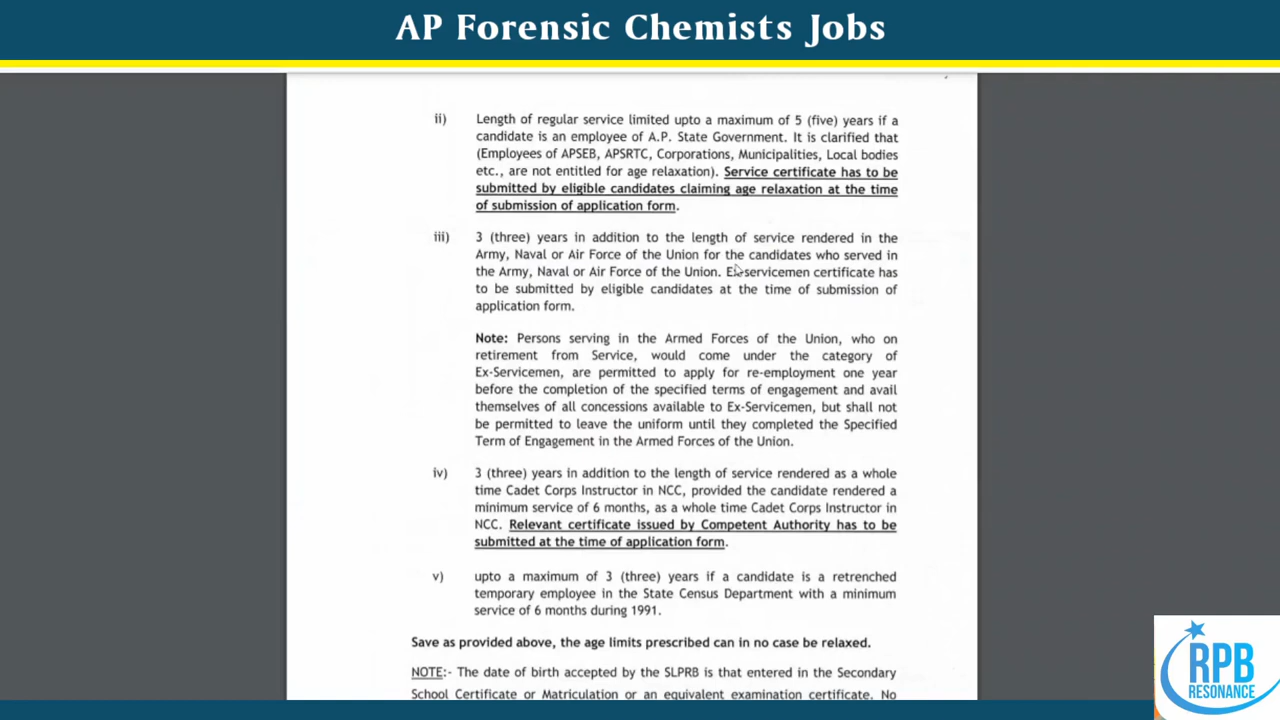 AP Forensic Chemists Jobs
ii) Length of regular service limited upto a maximum of 5 (five) years if a
candidate is an employee of A.P. State Government. It is clarified that
(Employees of APSEB, APSRTC, Corporations, Municipalities, Local bodies
etc., are not entitled for age relaxation). Service certificate has to be
submitted by eligible candidates claiming age relaxation at the time
of submission of application form.
iii) 3 (three) years in addition to the length of service rendered in the
Army, Naval or Air Force of the Union for the candidates who served in
the Army, Naval or Air Force of the Union. Ex-servicemen certificate has
to be submitted by eligible candidates at the time of submission of
application form.
Note: Persons serving in the Armed Forces of the Union, who on
retirement from Service, would come under the category of
Ex-Servicemen, are permitted to apply for re-employment one year
before the completion of the specified terms of engagement and avail
themselves of all concessions available to Ex-Servicemen, but shall not
be permitted to leave the uniform until they completed the Specified
Term of Engagement in the Armed Forces of the Union.
iv) 3 (three) years in addition to the length of service rendered as a whole
time Cadet Corps Instructor in NCC, provided the candidate rendered a
minimum service of 6 months, as a whole time Cadet Corps Instructor in
NCC. Relevant certificate issued by Competent Authority has to be
submitted at the time of application form.
v) upto a maximum of 3 (three) years if a candidate is a retrenched
temporary employee in the State Census Department with a minimum
service of 6 months during 1991.
Save as provided above, the age limits prescribed can in no case be relaxed.
NOTE:- The date of birth accepted by the SLPRB is that entered in the Secondary
School Certificate or Matriculation or an equivalent examination certificate. No
RPB
RESONANCE